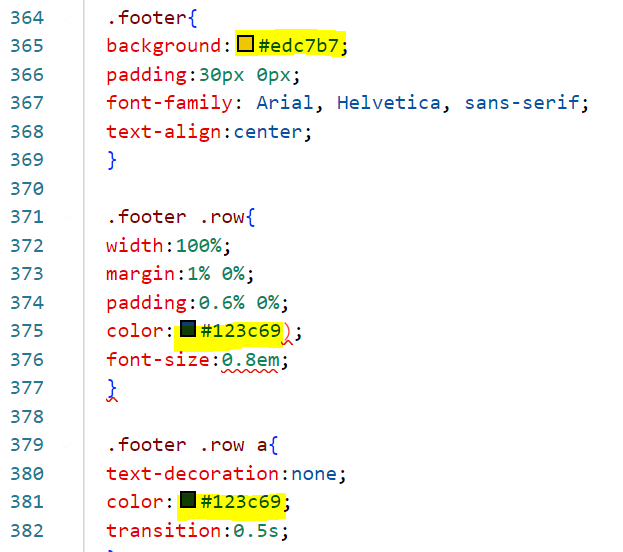 364 .footer{
365 background: #edc7b7;
366 padding:30px 0px;
367 font-family: Arial, Helvetica, sans-serif;
368 text-align:center;
369 }
370
371 .footer .row{
372 width:100%;
373 margin:1% 0%;
374 padding:0.6% 0%;
375 color: #123c69);
376 font-size:0.8em;
377 }
378
379 .footer .row a{
380 text-decoration:none;
381 color: #123c69;
382 transition:0.5s;